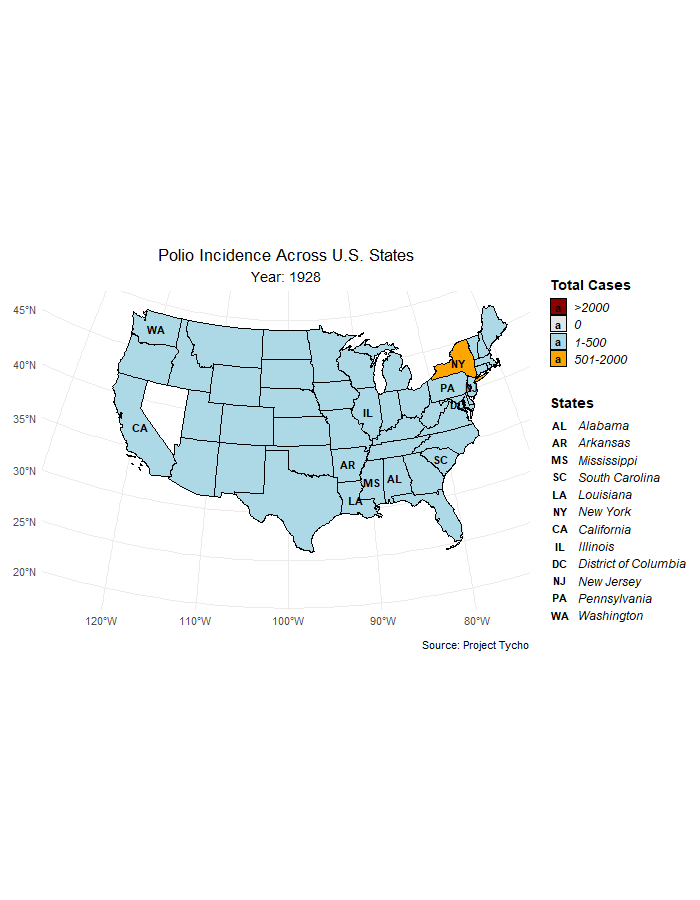 Polio Incidence Across U.S. States
Year: 1928
45°N
40°N
35°N
30°N
25°N
20°N
120°W
110°W
100°W
90°W
80°W
WA
CA
IL
AR
MS
AL
LA
SC
NY
PA
NJ
DC
Source: Project Tycho
Total Cases
a >2000
a 0
a 1-500
a 501-2000
States
AL Alabama
AR Arkansas
MS Mississippi
SC South Carolina
LA Louisiana
NY New York
CA California
IL Illinois
DC District of Columbia
NJ New Jersey
PA Pennsylvania
WA Washington